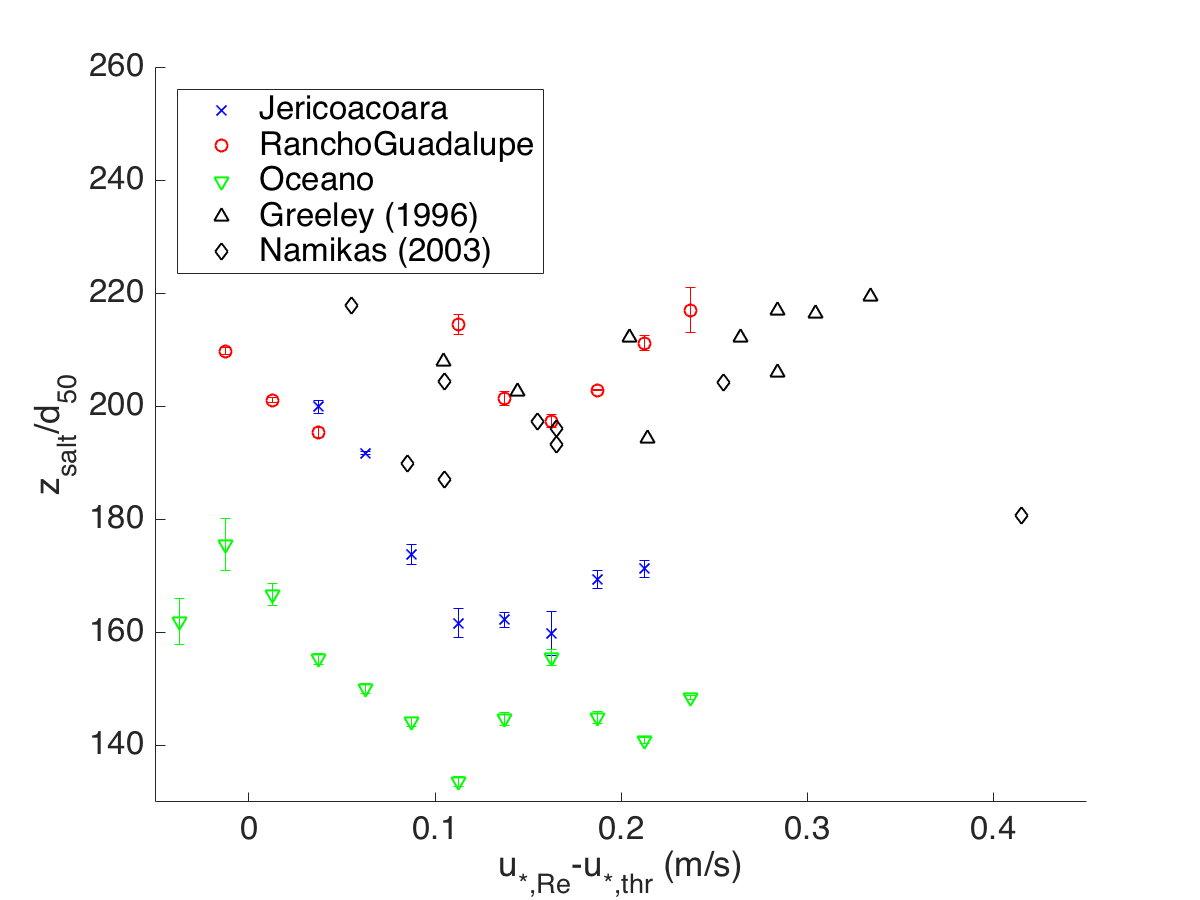 260
240
220
200
180
160
140
z_salt/d_50
Jericoacoara
RanchoGuadalupe
Oceano
Greeley (1996)
Namikas (2003)
0 0.1 0.2 0.3 0.4
u_*,Re-u_*,thr (m/s)